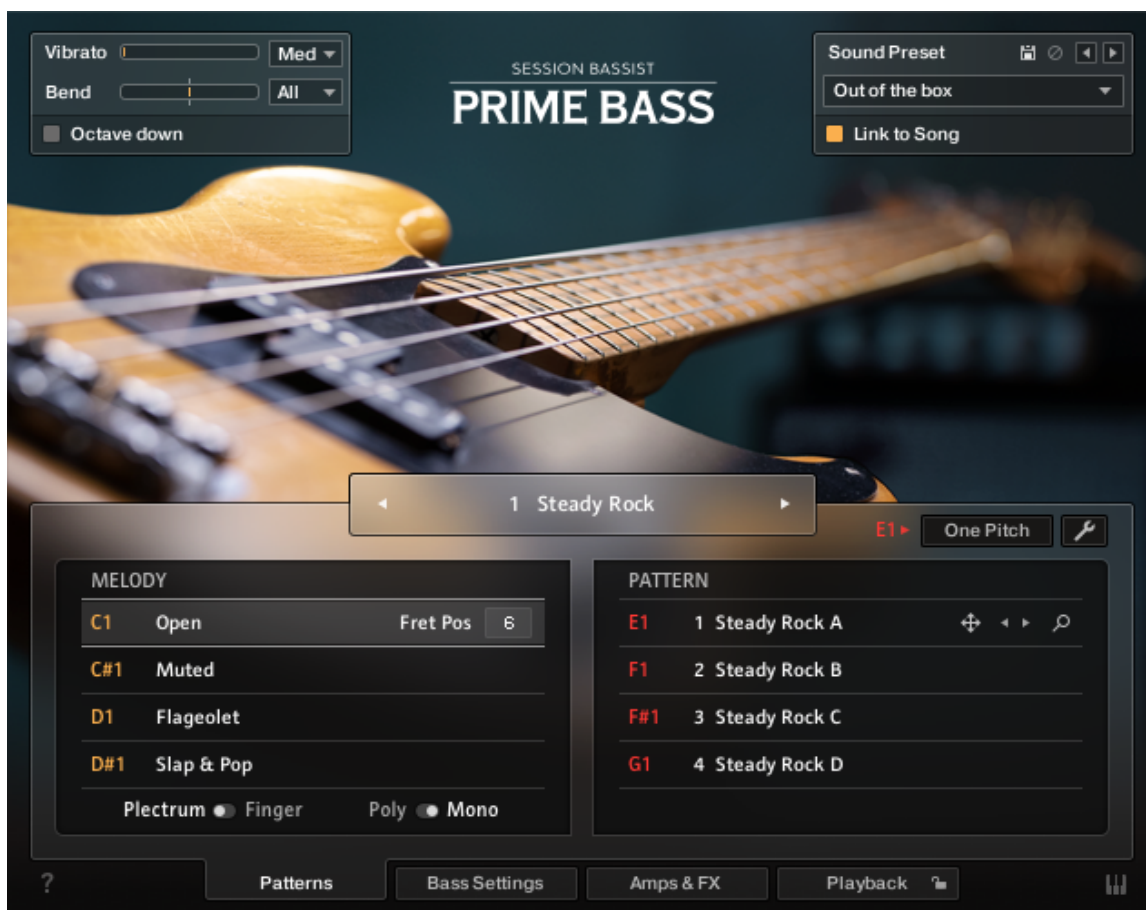 Vibrato Med
Bend All
Octave down
SESSION BASSIST
PRIME BASS
Sound Preset
Out of the box
Link to Song
1 Steady Rock
E1 One Pitch
MELODY
C1 Open Fret Pos 6
C#1 Muted
D1 Flageolet
D#1 Slap & Pop
Plectrum Finger Poly Mono
PATTERN
E1 1 Steady Rock A
F1 2 Steady Rock B
F#1 3 Steady Rock C
G1 4 Steady Rock D
? Patterns Bass Settings Amps & FX Playback